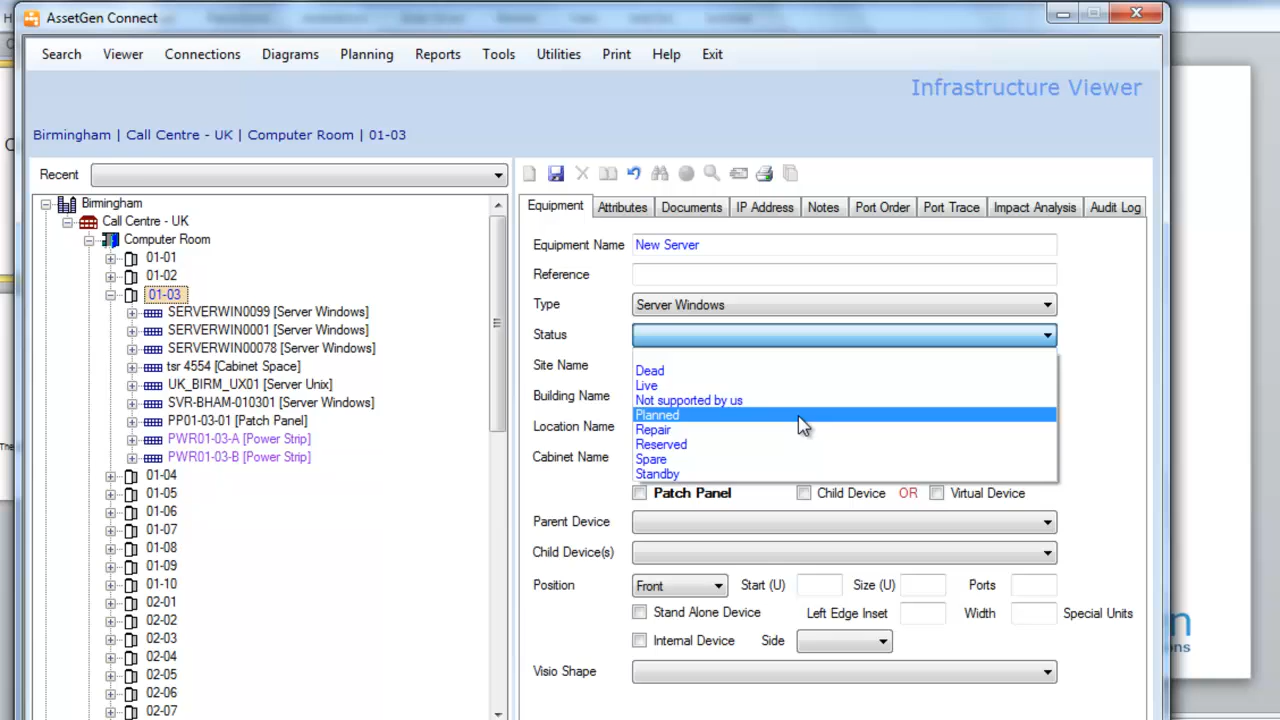 AssetGen Connect
Search Viewer Connections Diagrams Planning Reports Tools Utilities Print Help Exit
Infrastructure Viewer
Birmingham | Call Centre - UK | Computer Room | 01-03
Recent
Birmingham
Call Centre - UK
Computer Room
01-01
01-02
01-03
SERVERWIN0099 [Server Windows]
SERVERWIN0001 [Server Windows]
SERVERWIN00078 [Server Windows]
tsr 4554 [Cabinet Space]
UK_BIRM_UX01 [Server Unix]
SVR-BHAM-010301 [Server Windows]
PP01-03-01 [Patch Panel]
PWR01-03-A [Power Strip]
PWR01-03-B [Power Strip]
01-04
01-05
01-06
01-07
01-08
01-09
01-10
02-01
02-02
02-03
02-04
02-05
02-06
02-07
Equipment Attributes Documents IP Address Notes Port Order Port Trace Impact Analysis Audit Log
Equipment Name New Server
Reference
Type Server Windows
Status
Dead
Live
Not supported by us
Planned
Repair
Reserved
Spare
Standby
Site Name
Building Name
Location Name
Cabinet Name
Patch Panel Child Device OR Virtual Device
Parent Device
Child Device(s)
Position Front Start (U) Size (U) Ports
Stand Alone Device Left Edge Inset Width Special Units
Internal Device Side
Visio Shape